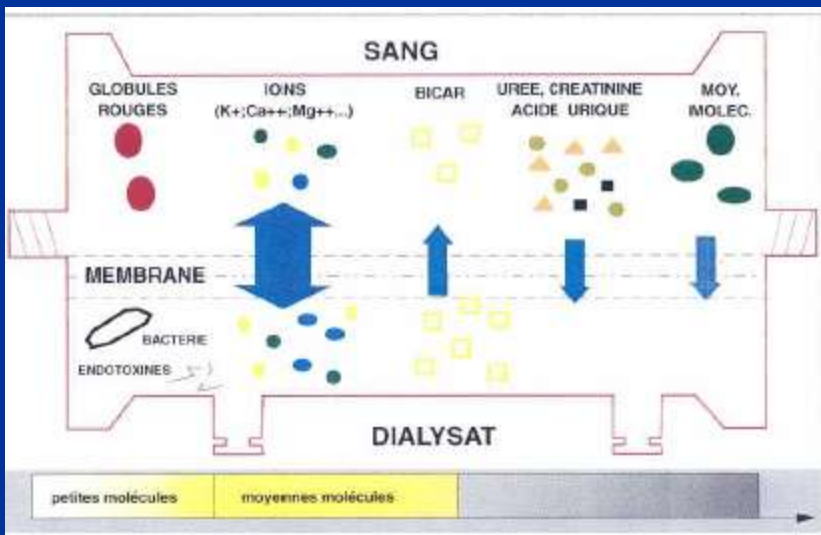 SANG
GLOBULES
ROUGES
IONS
(K+;Ca++;Mg++...)
BICAR
UREE, CREATININE
ACIDE URIQUE
MOY.
MOLEC.
MEMBRANE
BACTERIE
ENDOTOXINES
DIALYSAT
petites molécules
moyennes molécules